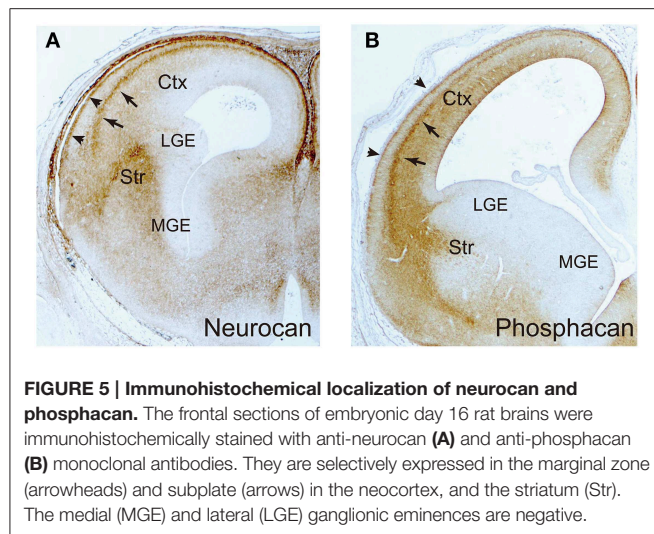 A
Ctx
LGE
Str
MGE
Neurocan
B
Ctx
LGE
Str
MGE
Phosphacan
FIGURE 5 | Immunohistochemical localization of neurocan and
phosphacan. The frontal sections of embryonic day 16 rat brains were
immunohistochemically stained with anti-neurocan (A) and anti-phosphacan
(B) monoclonal antibodies. They are selectively expressed in the marginal zone
(arrowheads) and subplate (arrows) in the neocortex, and the striatum (Str).
The medial (MGE) and lateral (LGE) ganglionic eminences are negative.